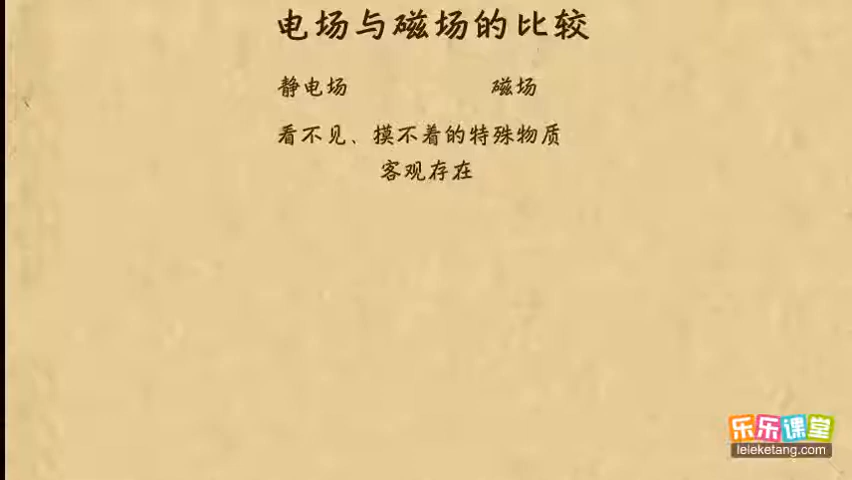 电场与磁场的比较
静电场 磁场
看不见、摸不着的特殊物质
客观存在
乐乐课堂
leleketang.com